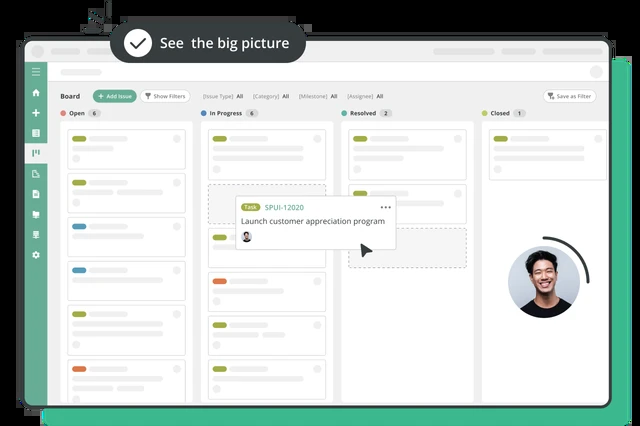 See the big picture
Board
+ Add Issue
Show Filters
[Issue Type] All
[Category] All
[Milestone] All
[Assignee] All
Save as Filter
Open 6
In Progress 6
Resolved 2
Closed 1
Task SPUI-12020
Launch customer appreciation program